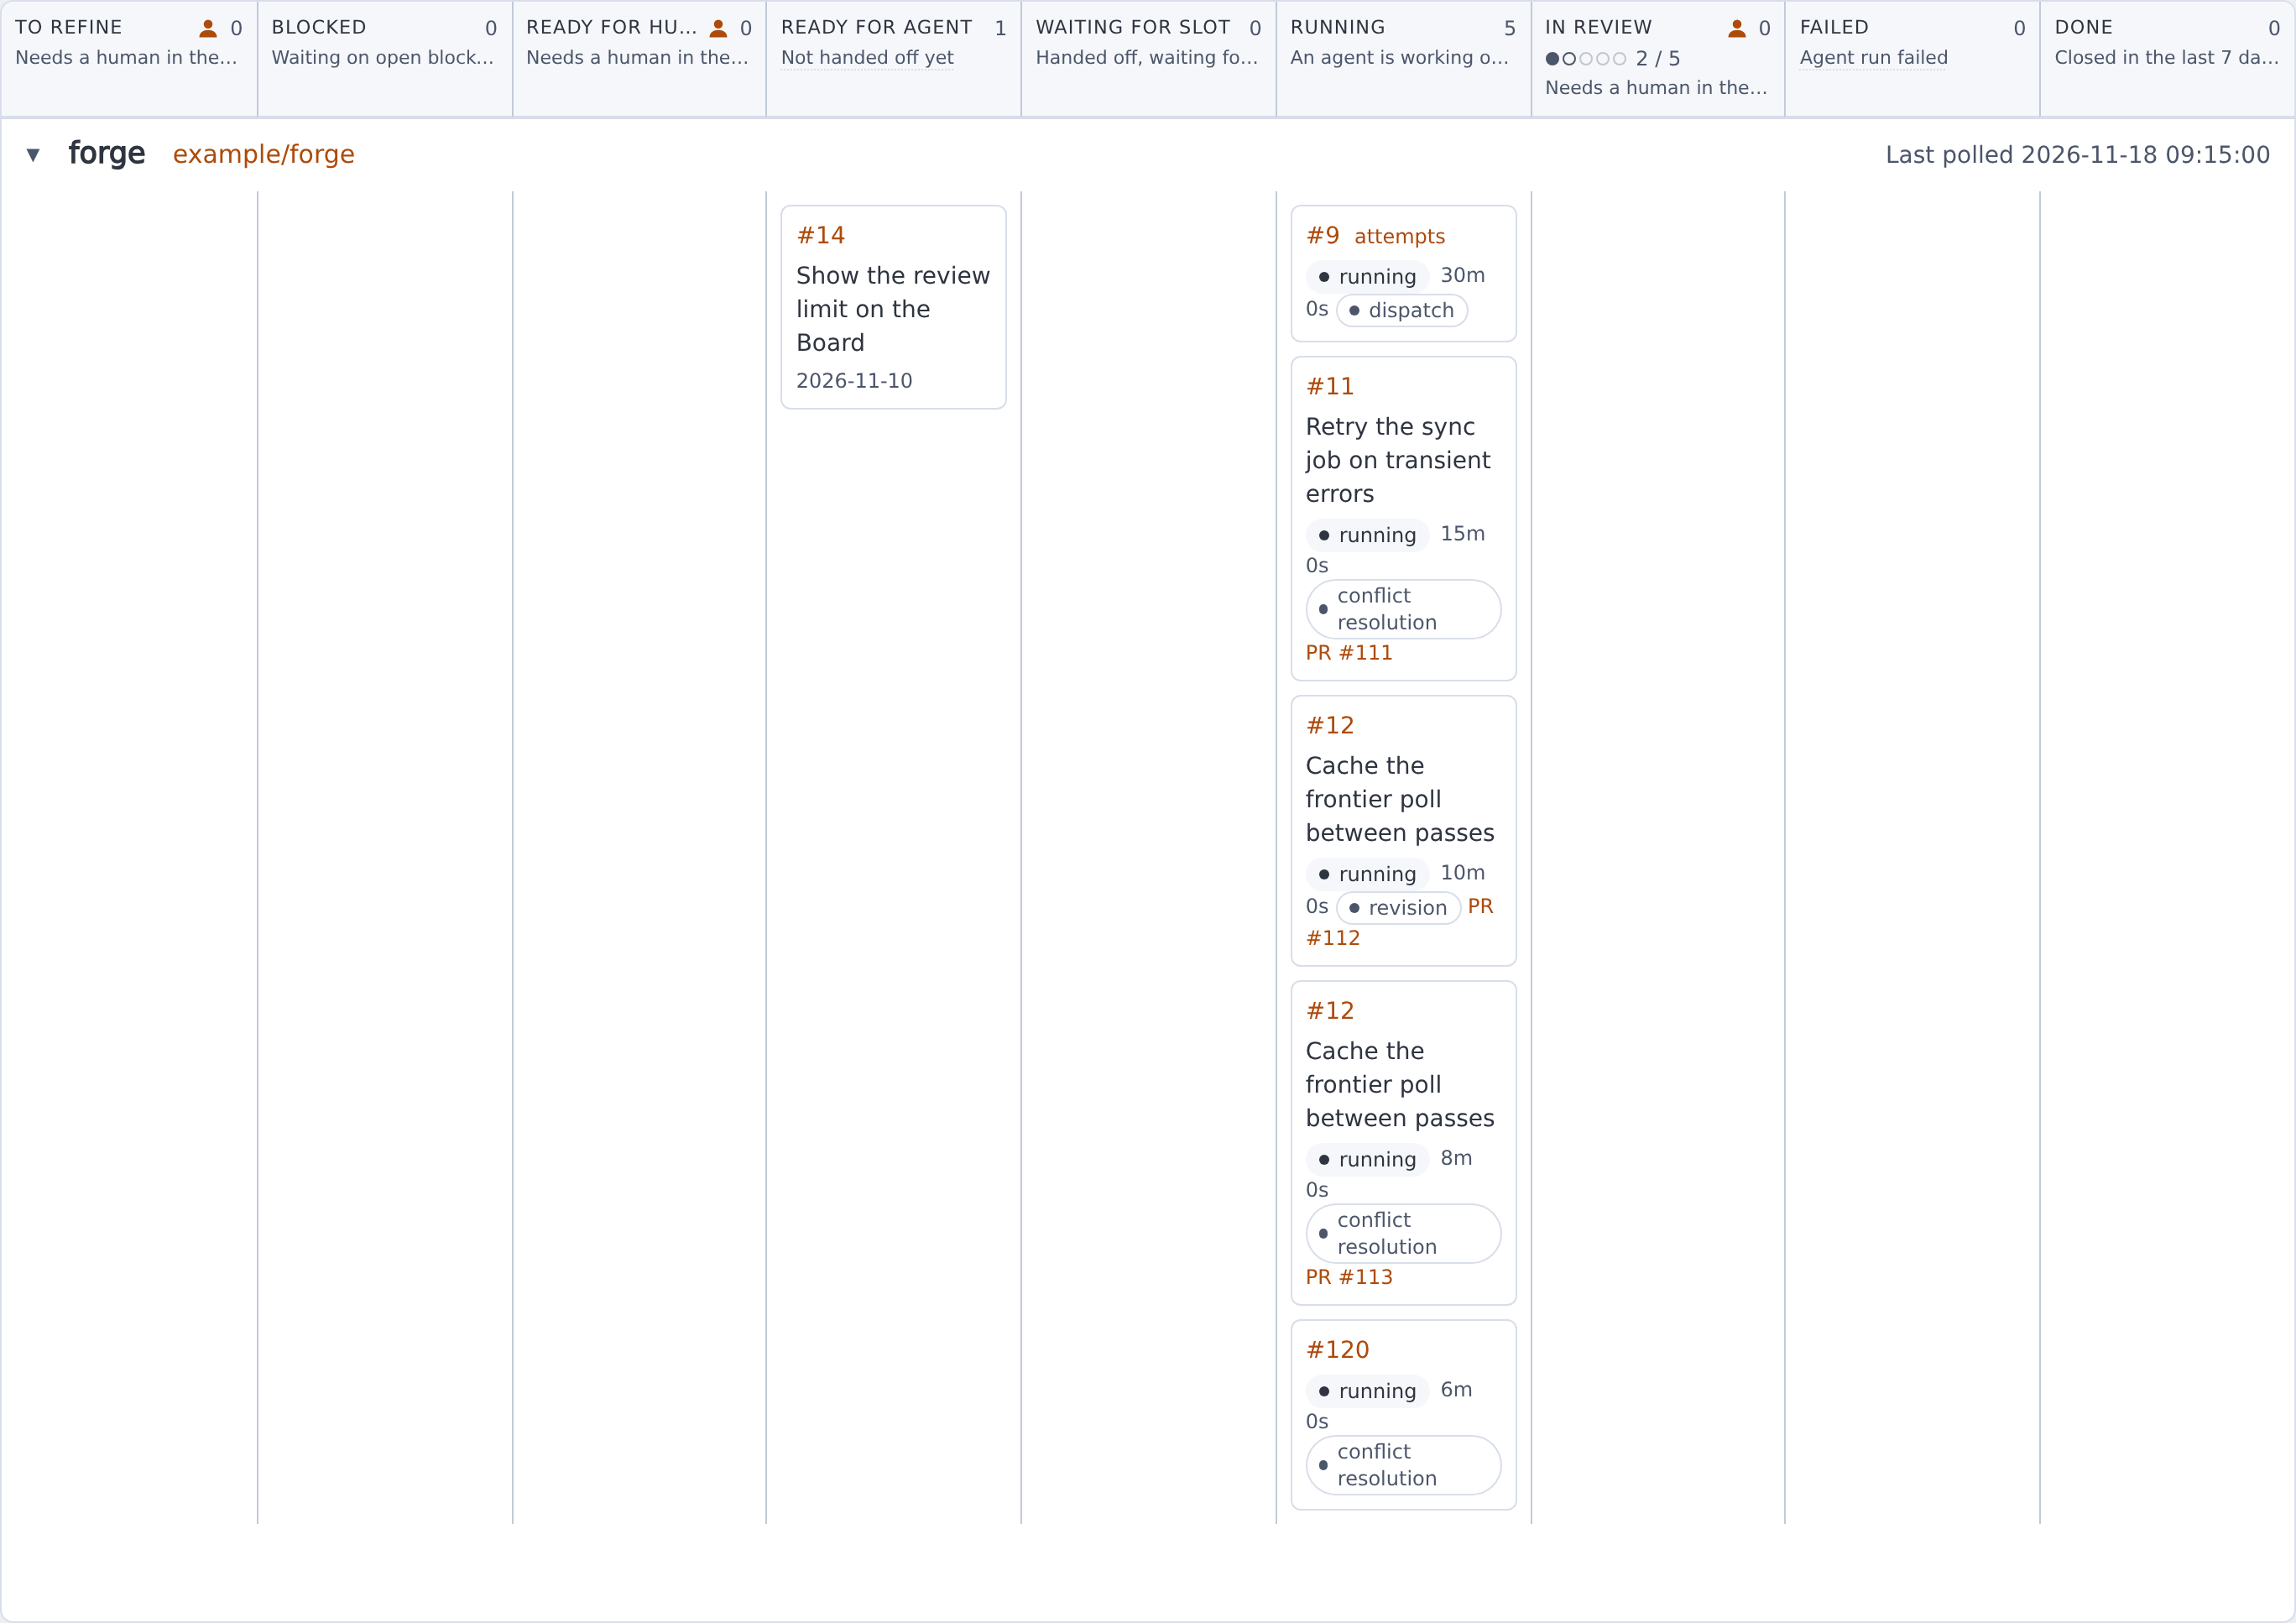 TO REFINE 0
Needs a human in the…
BLOCKED 0
Waiting on open block…
READY FOR HU… 0
Needs a human in the…
READY FOR AGENT 1
Not handed off yet
WAITING FOR SLOT 0
Handed off, waiting fo…
RUNNING 5
An agent is working o…
IN REVIEW 0
2 / 5
Needs a human in the…
FAILED 0
Agent run failed
DONE 0
Closed in the last 7 da…
forge example/forge
Last polled 2026-11-18 09:15:00
#14
Show the review
limit on the
Board
2026-11-10
#9 attempts
running 30m
0s dispatch
#11
Retry the sync
job on transient
errors
running 15m
0s
conflict
resolution
PR #111
#12
Cache the
frontier poll
between passes
running 10m
0s revision PR
#112
#12
Cache the
frontier poll
between passes
running 8m
0s
conflict
resolution
PR #113
#120
running 6m
0s
conflict
resolution